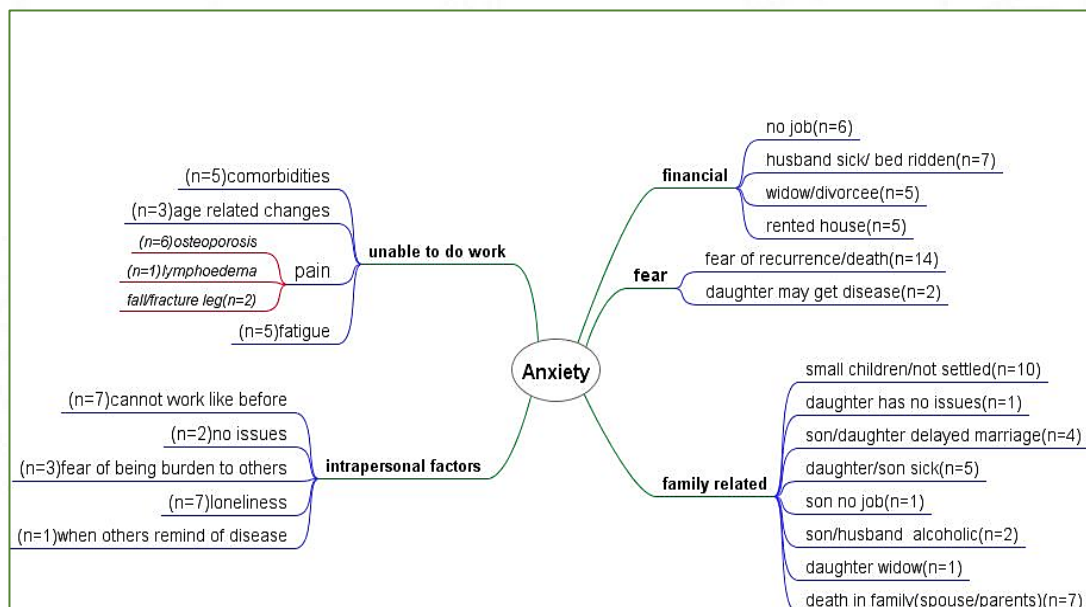 Anxiety
unable to do work
(n=5)comorbidities
(n=3)age related changes
pain
(n=6)osteoporosis
(n=1)lymphoedema
fall/fracture leg(n=2)
(n=5)fatigue
intrapersonal factors
(n=7)cannot work like before
(n=2)no issues
(n=3)fear of being burden to others
(n=7)loneliness
(n=1)when others remind of disease
financial
no job(n=6)
husband sick/ bed ridden(n=7)
widow/divorcee(n=5)
rented house(n=5)
fear
fear of recurrence/death(n=14)
daughter may get disease(n=2)
family related
small children/not settled(n=10)
daughter has no issues(n=1)
son/daughter delayed marriage(n=4)
daughter/son sick(n=5)
son no job(n=1)
son/husband alcoholic(n=2)
daughter widow(n=1)
death in family(spouse/parents)(n=7)